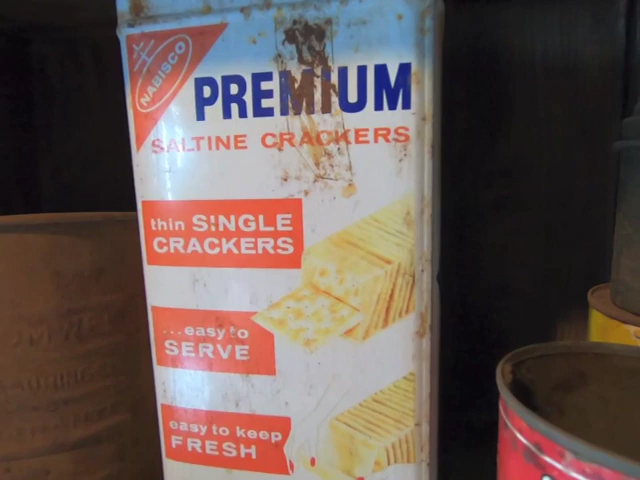 NABISCO
PREMIUM
SALTINE CRACKERS
thin SINGLE
CRACKERS
...easy to
SERVE
easy to keep
FRESH